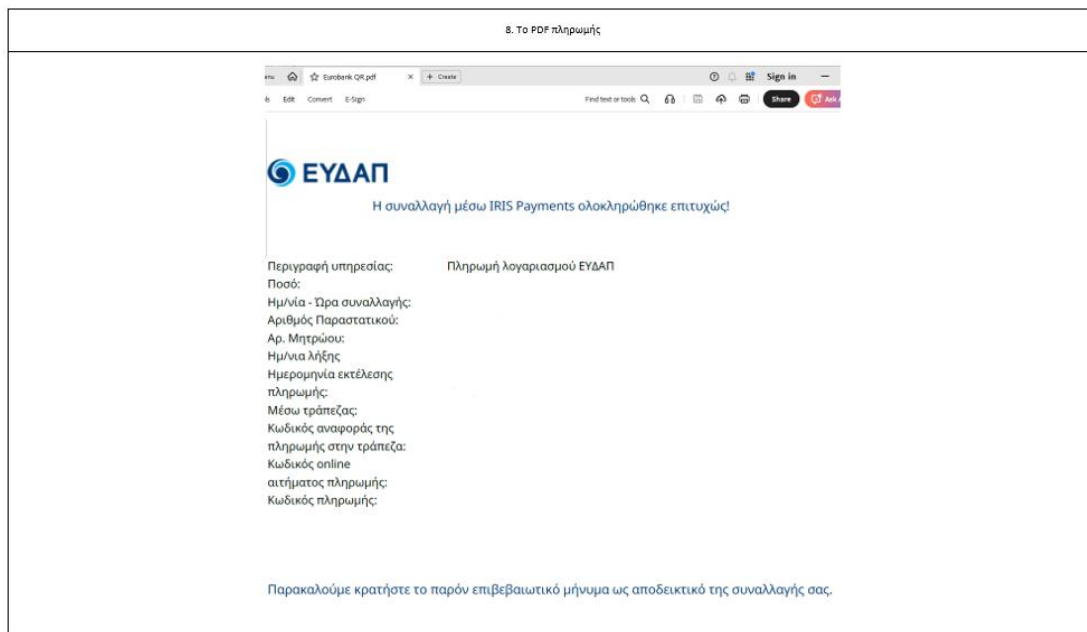 8. Το PDF πληρωμής
enu Eurobank QR.pdf × + Create Sign in
ls Edit Convert E-Sign Find text or tools Share Ask A
ΕΥΔΑΠ
Η συναλλαγή μέσω IRIS Payments ολοκληρώθηκε επιτυχώς!
Περιγραφή υπηρεσίας: Πληρωμή λογαριασμού ΕΥΔΑΠ
Ποσό:
Ημ/νία - Ώρα συναλλαγής:
Αριθμός Παραστατικού:
Αρ. Μητρώου:
Ημ/νια λήξης
Ημερομηνία εκτέλεσης
πληρωμής:
Μέσω τράπεζας:
Κωδικός αναφοράς της
πληρωμής στην τράπεζα:
Κωδικός online
αιτήματος πληρωμής:
Κωδικός πληρωμής:
Παρακαλούμε κρατήστε το παρόν επιβεβαιωτικό μήνυμα ως αποδεικτικό της συναλλαγής σας.